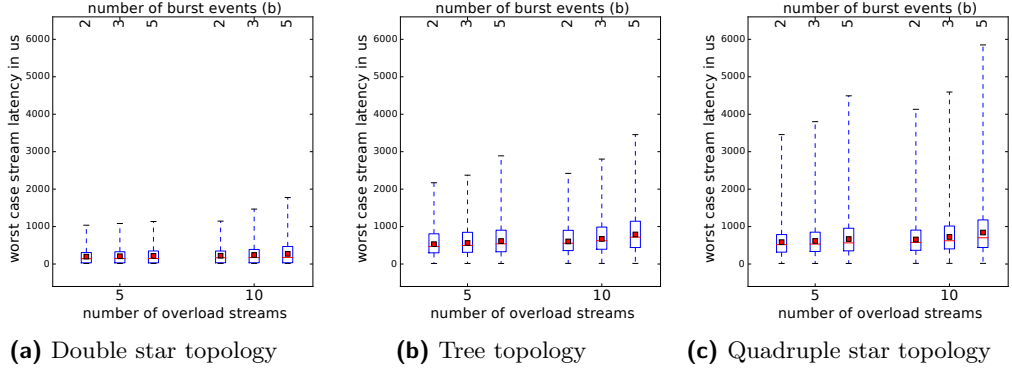 number of burst events (b)
2 3 5 2 3 5
worst case stream latency in us
6000
5000
4000
3000
2000
1000
0
5 10
number of overload streams
(a) Double star topology
number of burst events (b)
2 3 5 2 3 5
worst case stream latency in us
6000
5000
4000
3000
2000
1000
0
5 10
number of overload streams
(b) Tree topology
number of burst events (b)
2 3 5 2 3 5
worst case stream latency in us
6000
5000
4000
3000
2000
1000
0
5 10
number of overload streams
(c) Quadruple star topology